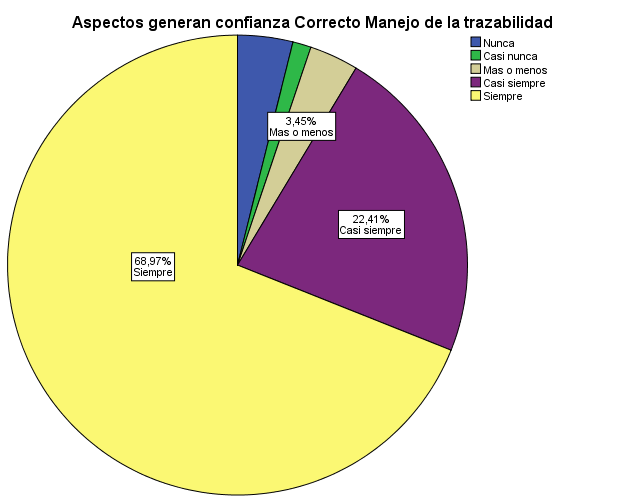 Aspectos generan confianza Correcto Manejo de la trazabilidad
Nunca
Casi nunca
Mas o menos
Casi siempre
Siempre
3,45%
Mas o menos
22,41%
Casi siempre
68,97%
Siempre